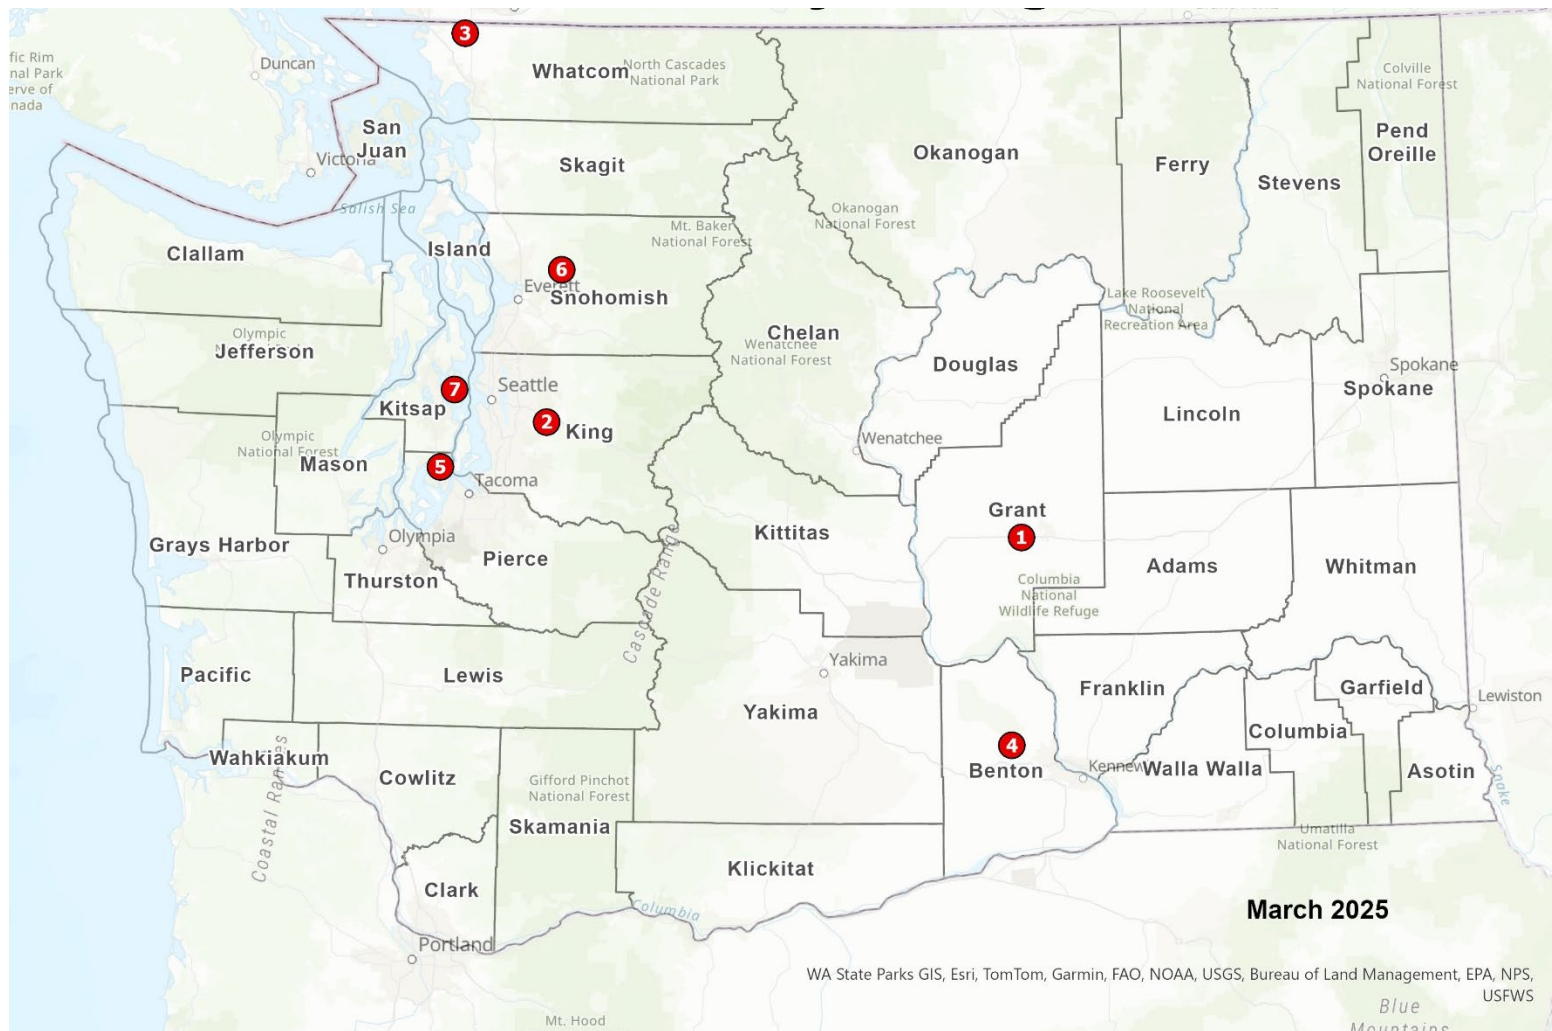 fic Rim
nal Park
erve of
nada
Duncan
3
Whatcom
North Cascades
National Park
Colville
National Forest
San
Juan
Victoria
Skagit
Okanogan
Ferry
Stevens
Pend
Oreille
Salish Sea
Okanogan
National Forest
Mt. Baker
National Forest
Clallam
Island
6
Everett
Snohomish
Lake Roosevelt
National
Recreation Area
Olympic
Jefferson
Chelan
Wenatchee
National Forest
Douglas
Spokane
Spokane
7
Seattle
Kitsap
2
King
Lincoln
Olympic
National Forest
Mason
5
Tacoma
Wenatchee
Grant
1
Kittitas
Olympia
Grays Harbor
Pierce
Thurston
Cascade Range
Adams
Whitman
Columbia
National
Wildlife Refuge
Pacific
Lewis
Yakima
Yakima
Franklin
Garfield
Lewiston
Columbia
4
Benton
Kennew
Walla Walla
Asotin
Snake
Wahkiakum
Coastal Ranges
Cowlitz
Gifford Pinchot
National Forest
Skamania
Umatilla
National Forest
Klickitat
Clark
Columbia
Portland
March 2025
WA State Parks GIS, Esri, TomTom, Garmin, FAO, NOAA, USGS, Bureau of Land Management, EPA, NPS,
USFWS
Blue
Mountains
Mt. Hood